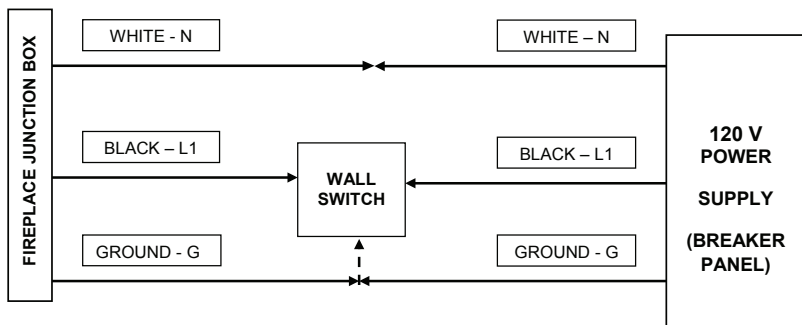 FIREPLACE JUNCTION BOX
WHITE - N
WHITE – N
BLACK – L1
BLACK – L1
WALL
SWITCH
GROUND - G
GROUND - G
120 V
POWER
SUPPLY
(BREAKER
PANEL)